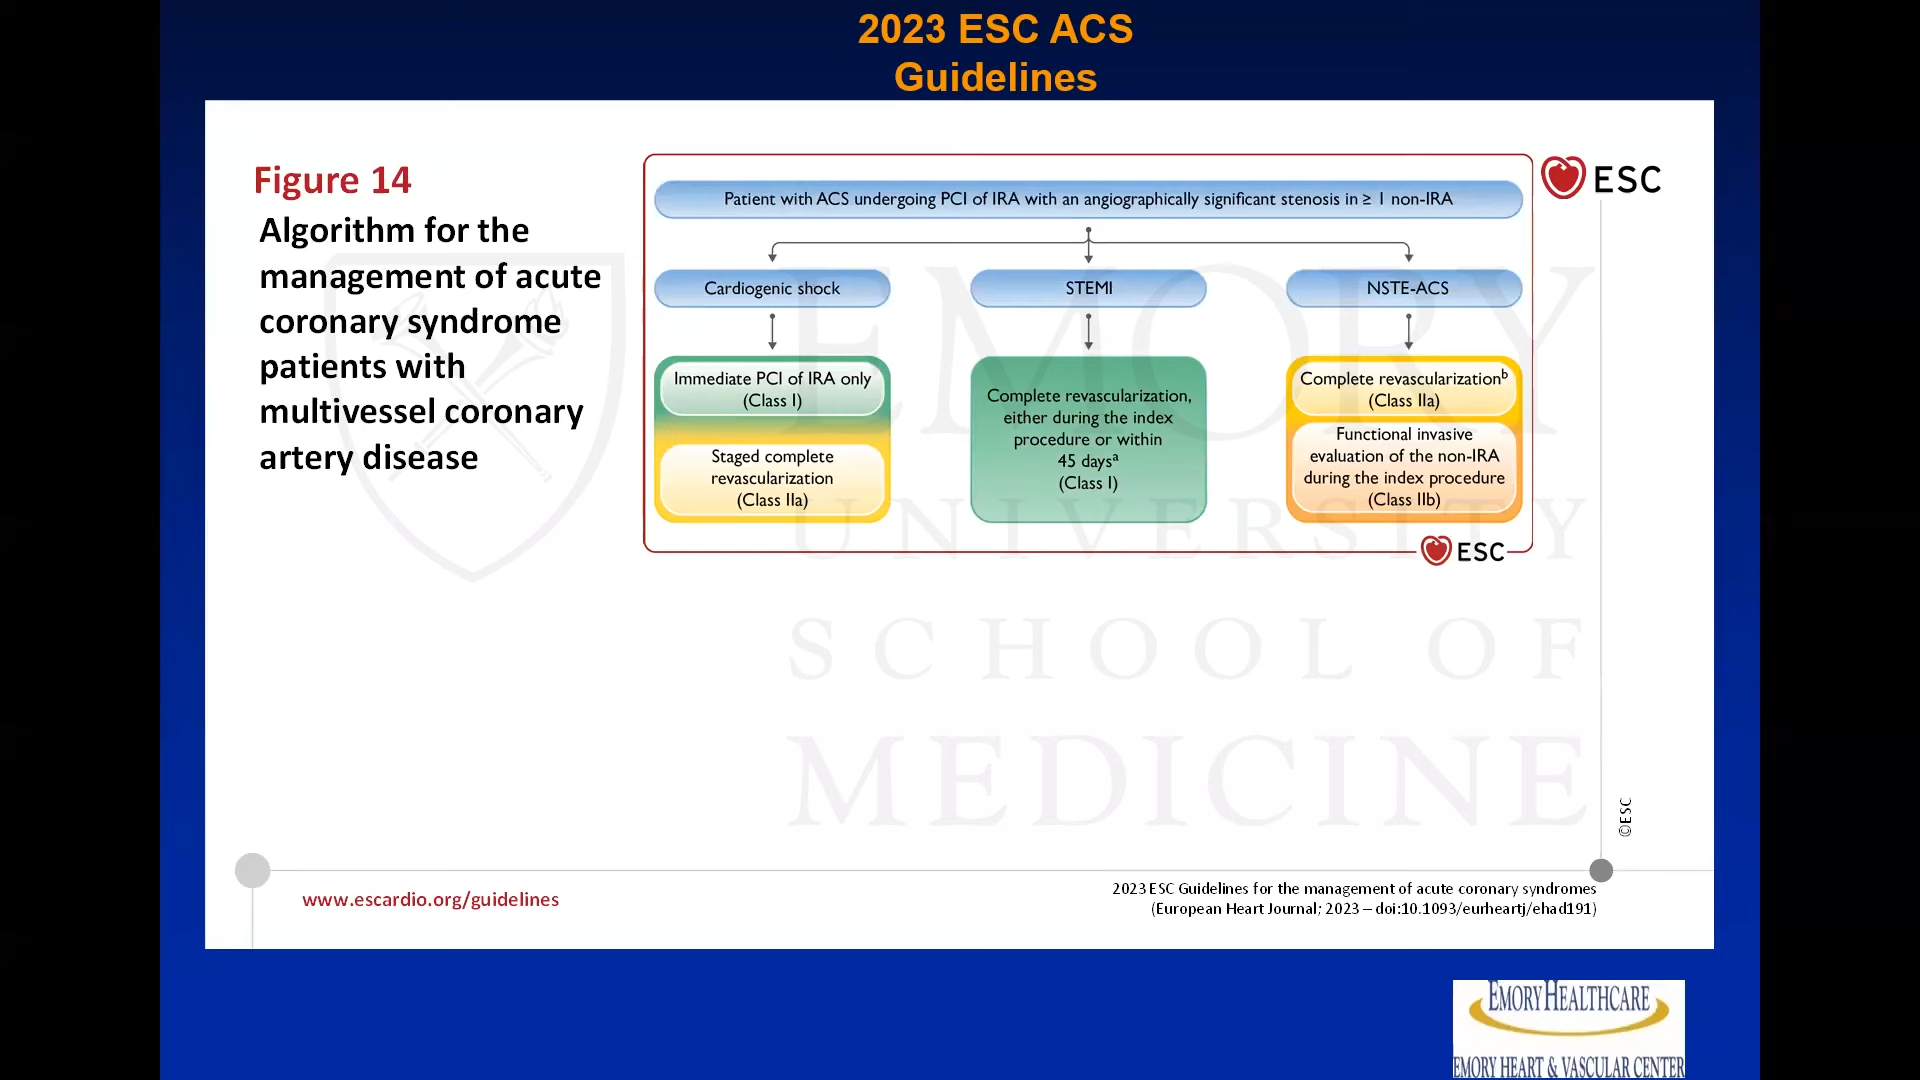 2023 ESC ACS
Guidelines
Figure 14
Algorithm for the
management of acute
coronary syndrome
patients with
multivessel coronary
artery disease
ESC
Patient with ACS undergoing PCI of IRA with an angiographically significant stenosis in ≥ 1 non-IRA
Cardiogenic shock
STEMI
NSTE-ACS
Immediate PCI of IRA only
(Class I)
Staged complete
revascularization
(Class IIa)
Complete revascularization,
either during the index
procedure or within
45 daysᵃ
(Class I)
Complete revascularizationᵇ
(Class IIa)
Functional invasive
evaluation of the non-IRA
during the index procedure
(Class IIb)
ESC
EMORY
UNIVERSITY
SCHOOL OF
MEDICINE
©ESC
www.escardio.org/guidelines
2023 ESC Guidelines for the management of acute coronary syndromes
(European Heart Journal; 2023 – doi:10.1093/eurheartj/ehad191)
EMORY HEALTHCARE
EMORY HEART & VASCULAR CENTER